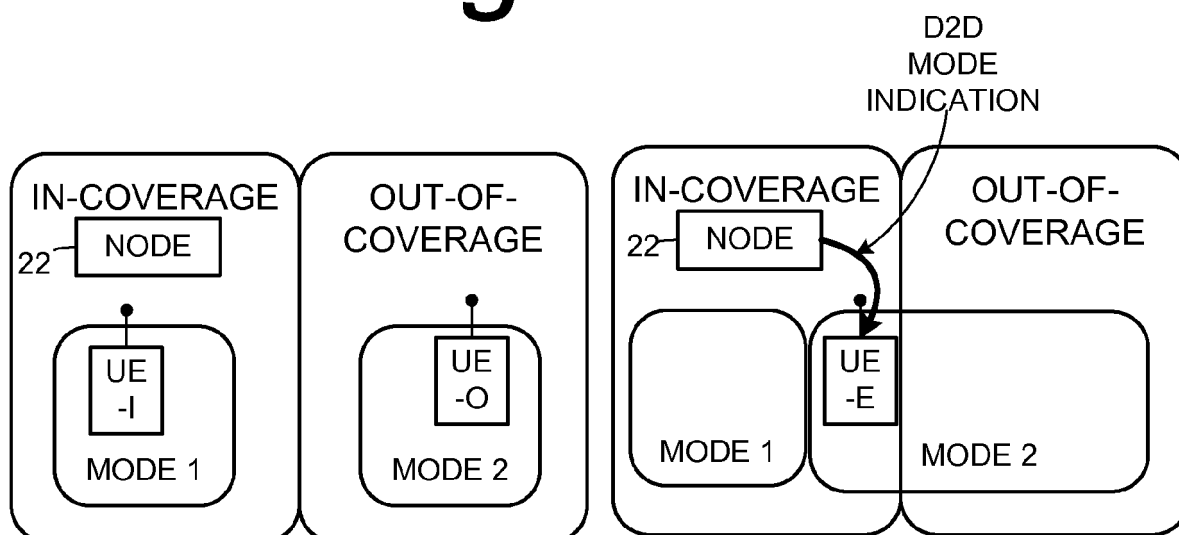 D2D
MODE
INDICATION
IN-COVERAGE
22
NODE
UE
-I
MODE 1
OUT-OF-
COVERAGE
UE
-O
MODE 2
IN-COVERAGE
22
NODE
MODE 1
UE
-E
OUT-OF-
COVERAGE
MODE 2